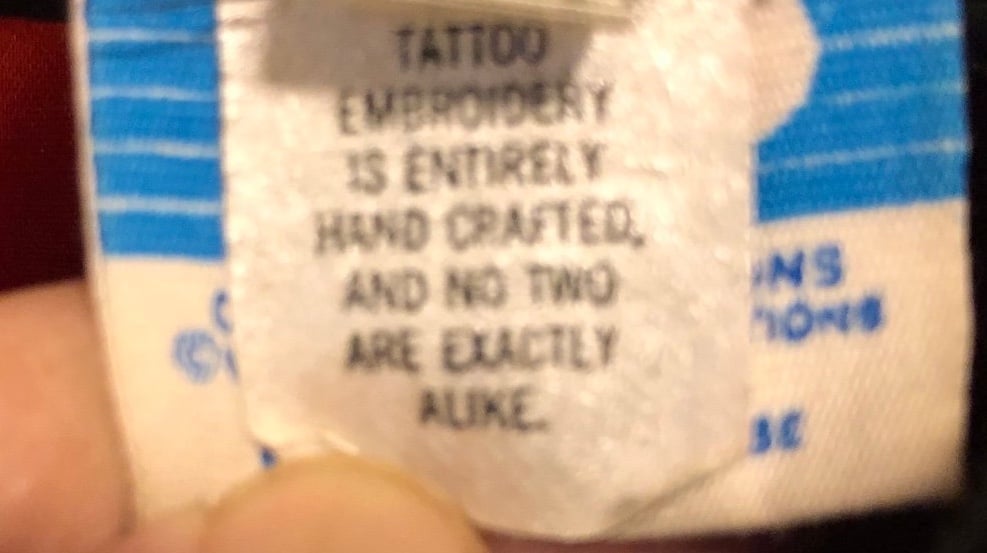 TATTOO
EMBROIDERY
IS ENTIRELY
HAND CRAFTED,
AND NO TWO
ARE EXACTLY
ALIKE.
©